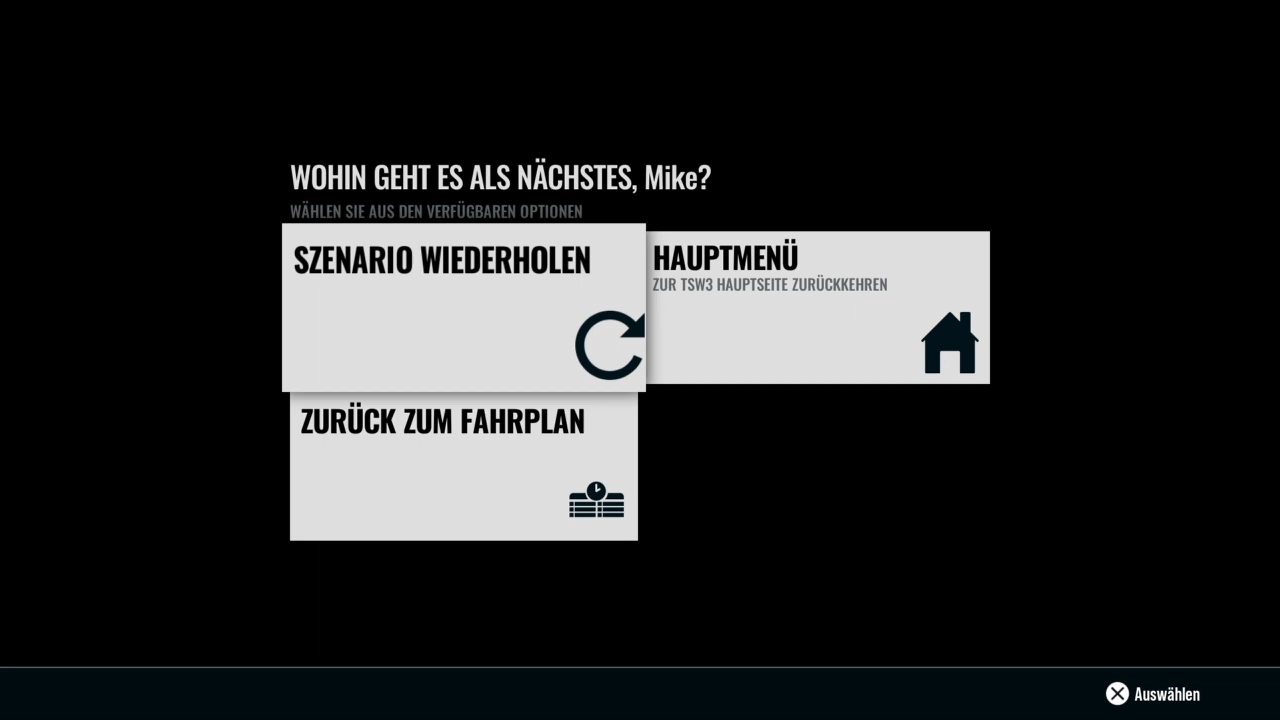 WOHIN GEHT ES ALS NÄCHSTES, Mike?
WÄHLEN SIE AUS DEN VERFÜGBAREN OPTIONEN
SZENARIO WIEDERHOLEN
HAUPTMENÜ
ZUR TSW3 HAUPTSEITE ZURÜCKKEHREN
ZURÜCK ZUM FAHRPLAN
Auswählen